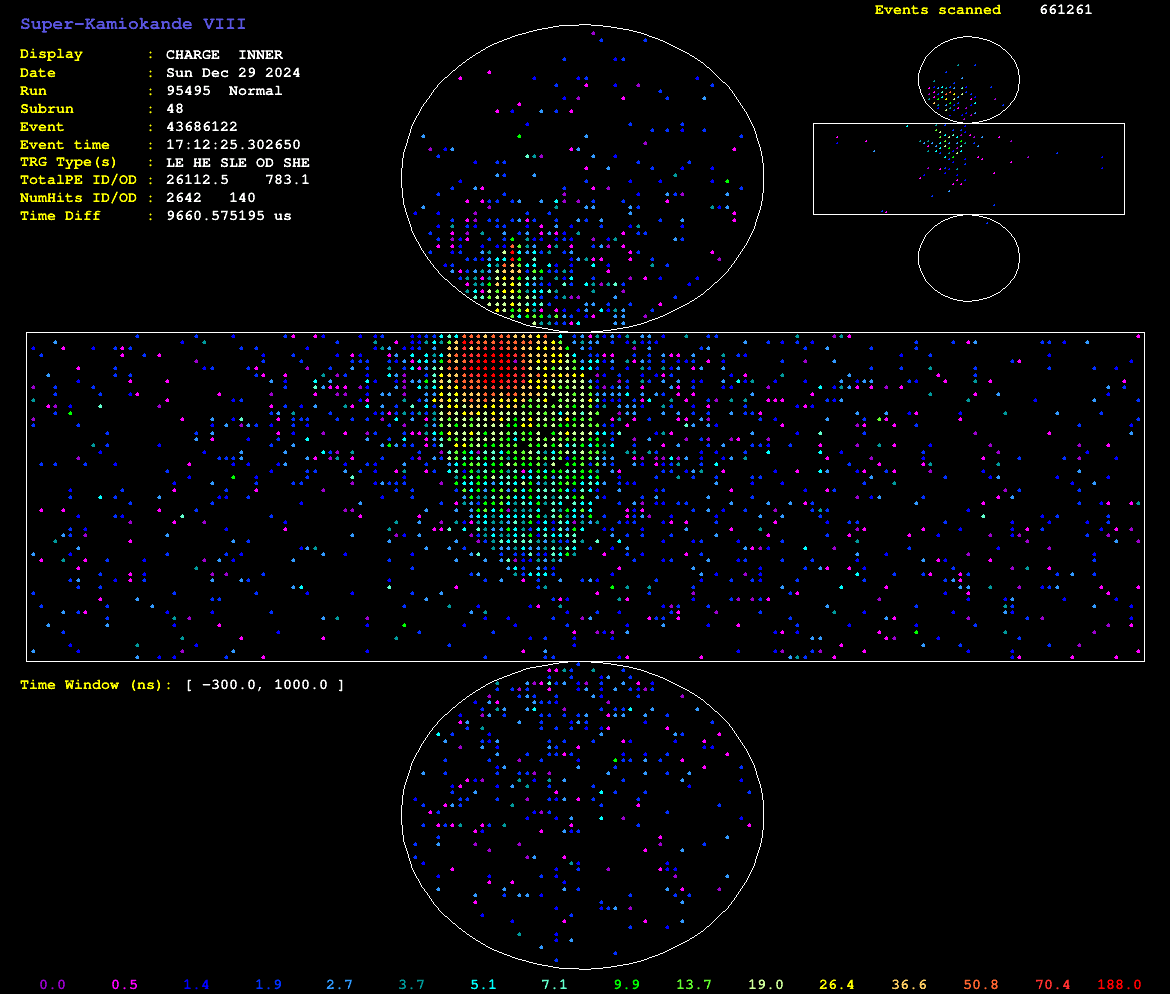 Super-Kamiokande VIII
Events scanned 661261
Display : CHARGE INNER
Date : Sun Dec 29 2024
Run : 95495 Normal
Subrun : 48
Event : 43686122
Event time : 17:12:25.302650
TRG Type(s) : LE HE SLE OD SHE
TotalPE ID/OD : 26112.5 783.1
NumHits ID/OD : 2642 140
Time Diff : 9660.575195 us
Time Window (ns): [ -300.0, 1000.0 ]
0.0 0.5 1.4 1.9 2.7 3.7 5.1 7.1 9.9 13.7 19.0 26.4 36.6 50.8 70.4 188.0